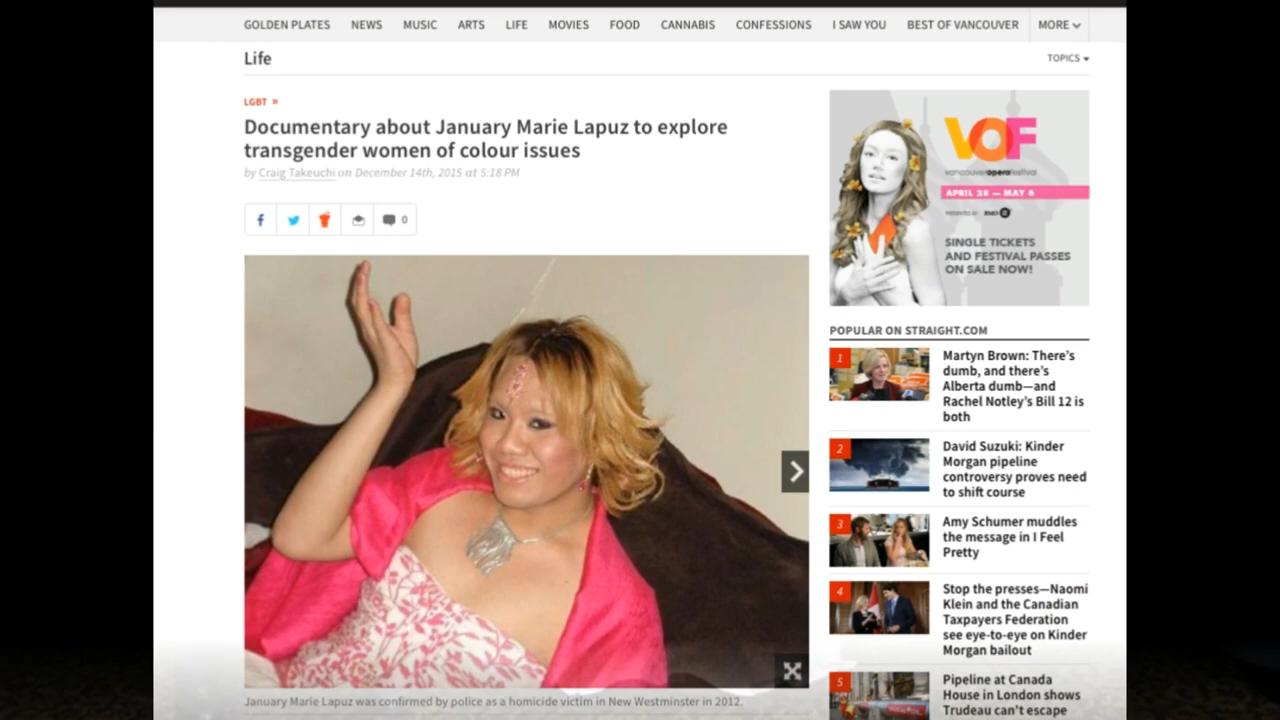 GOLDEN PLATES NEWS MUSIC ARTS LIFE MOVIES FOOD CANNABIS CONFESSIONS I SAW YOU BEST OF VANCOUVER MORE
Life
TOPICS
LGBT »
Documentary about January Marie Lapuz to explore
transgender women of colour issues
by Craig Takeuchi on December 14th, 2015 at 5:18 PM
0
January Marie Lapuz was confirmed by police as a homicide victim in New Westminster in 2012.
VOF
vancouveroperafestival
APRIL 28 — MAY 6
PRESENTED BY
SINGLE TICKETS
AND FESTIVAL PASSES
ON SALE NOW!
POPULAR ON STRAIGHT.COM
1
Martyn Brown: There's
dumb, and there's
Alberta dumb—and
Rachel Notley's Bill 12 is
both
2
David Suzuki: Kinder
Morgan pipeline
controversy proves need
to shift course
3
Amy Schumer muddles
the message in I Feel
Pretty
4
Stop the presses—Naomi
Klein and the Canadian
Taxpayers Federation
see eye-to-eye on Kinder
Morgan bailout
5
Pipeline at Canada
House in London shows
Trudeau can't escape